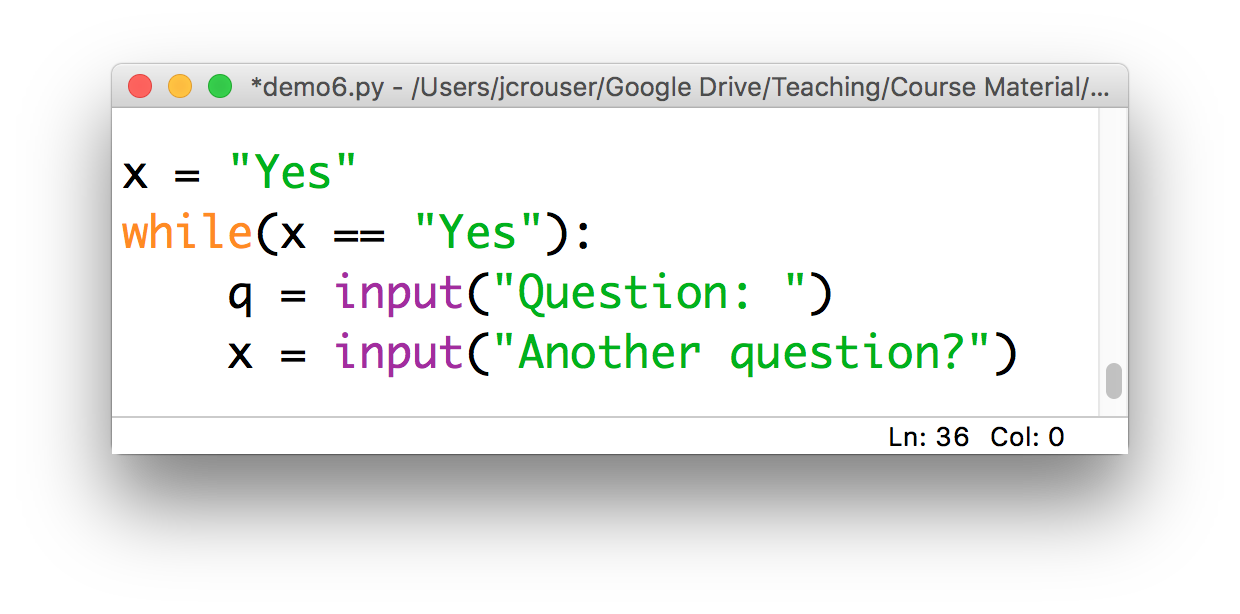 *demo6.py - /Users/jcrouser/Google Drive/Teaching/Course Material/...
x = "Yes"
while(x == "Yes"):
    q = input("Question: ")
    x = input("Another question?")
Ln: 36 Col: 0